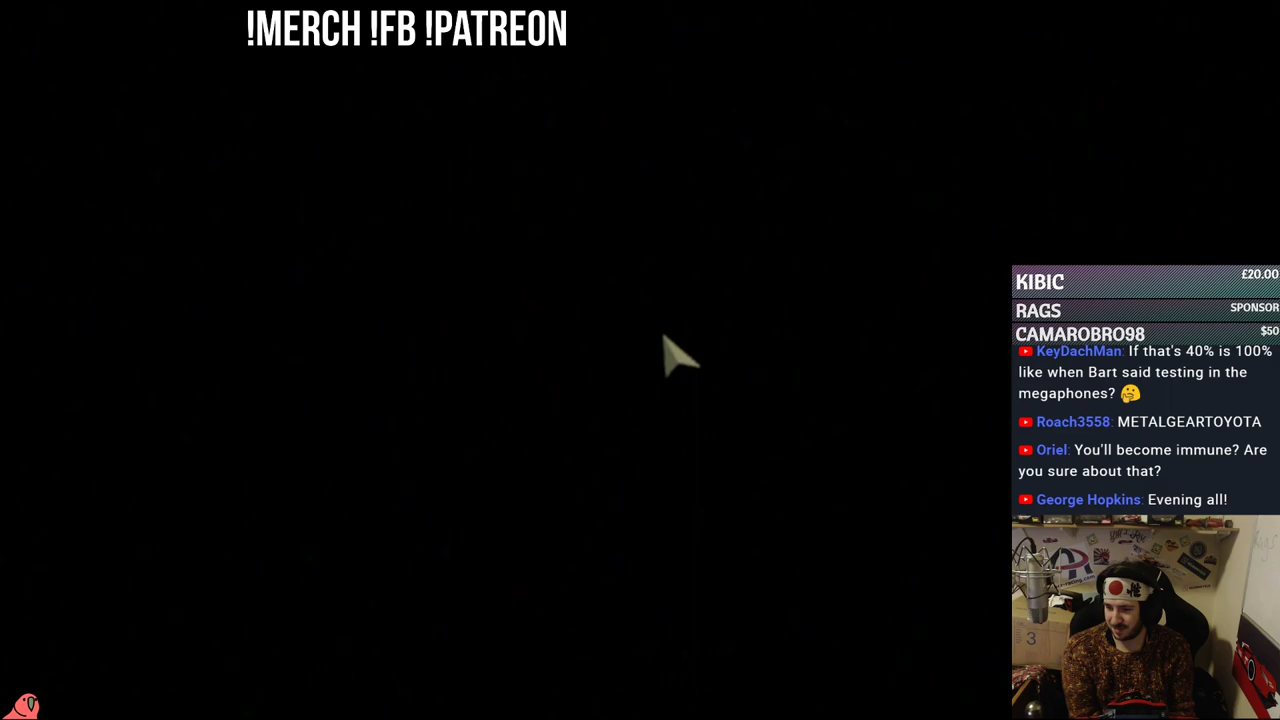 !MERCH !FB !PATREON
KIBIC £20.00
RAGS SPONSOR
CAMAROBRO98 $50
KeyDachMan: If that's 40% is 100%
like when Bart said testing in the
megaphones? 🤔
Roach3558: METALGEARTOYOTA
Oriel: You'll become immune? Are
you sure about that?
George Hopkins: Evening all!
3